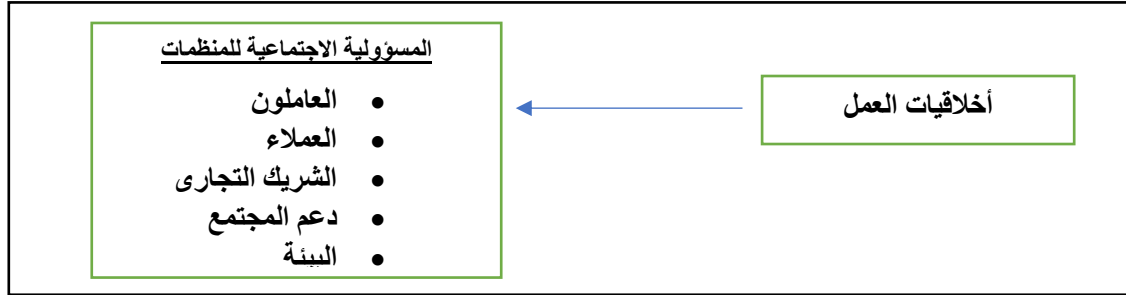 أخلاقيات العمل
المسؤولية الاجتماعية للمنظمات
● العاملون
● العملاء
● الشريك التجارى
● دعم المجتمع
● البيئة